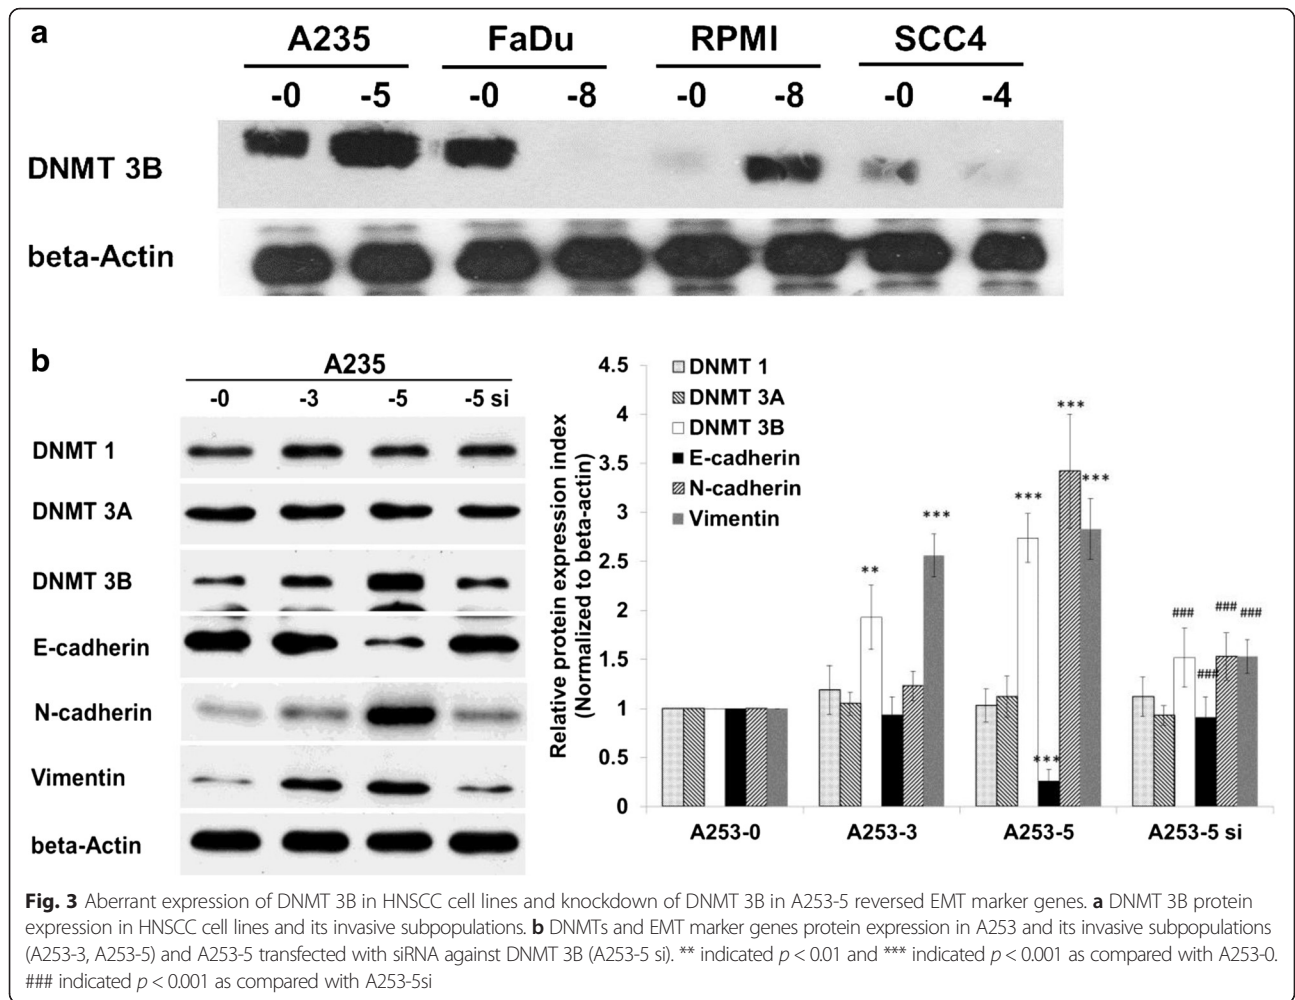 a
A235 FaDu RPMI SCC4
-0 -5 -0 -8 -0 -8 -0 -4
DNMT 3B
beta-Actin
b
A235
-0 -3 -5 -5 si
DNMT 1
DNMT 3A
DNMT 3B
E-cadherin
N-cadherin
Vimentin
beta-Actin
Relative protein expression index
(Normalized to beta-actin)
4.5
4
3.5
3
2.5
2
1.5
1
0.5
0
DNMT 1
DNMT 3A
DNMT 3B
E-cadherin
N-cadherin
Vimentin
** ***
*** *** *** ***
### ### ### ###
A253-0 A253-3 A253-5 A253-5 si
Fig. 3 Aberrant expression of DNMT 3B in HNSCC cell lines and knockdown of DNMT 3B in A253-5 reversed EMT marker genes. a DNMT 3B protein
expression in HNSCC cell lines and its invasive subpopulations. b DNMTs and EMT marker genes protein expression in A253 and its invasive subpopulations
(A253-3, A253-5) and A253-5 transfected with siRNA against DNMT 3B (A253-5 si). ** indicated p < 0.01 and *** indicated p < 0.001 as compared with A253-0.
### indicated p < 0.001 as compared with A253-5si